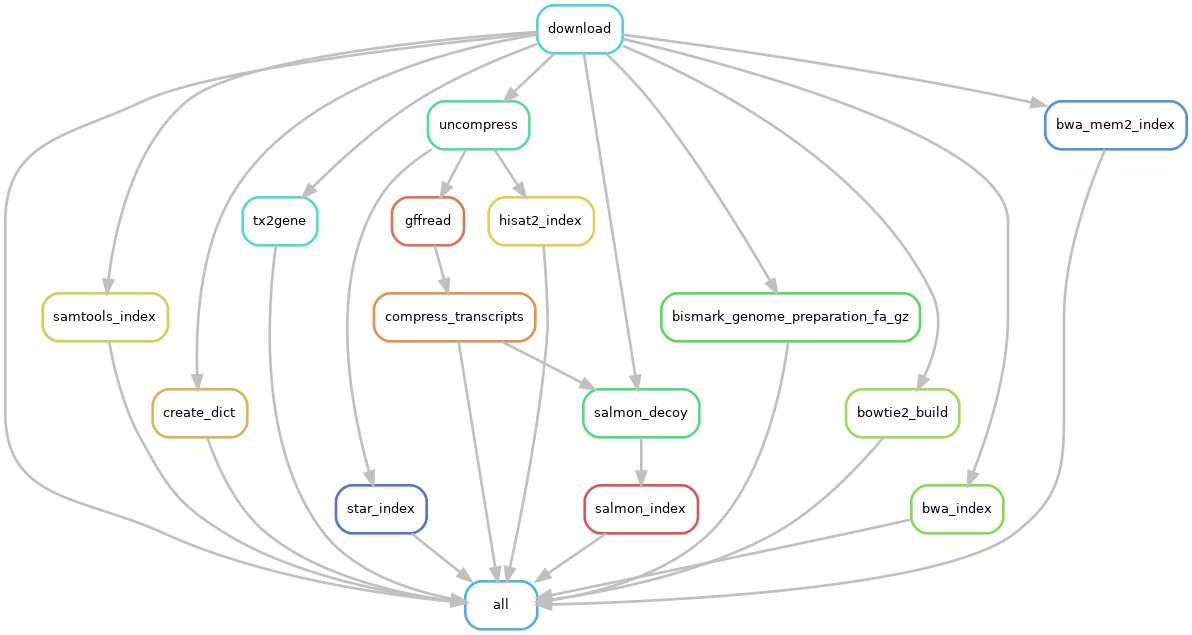 download
uncompress
bwa_mem2_index
tx2gene
gffread
hisat2_index
samtools_index
compress_transcripts
bismark_genome_preparation_fa_gz
create_dict
salmon_decoy
bowtie2_build
star_index
salmon_index
bwa_index
all